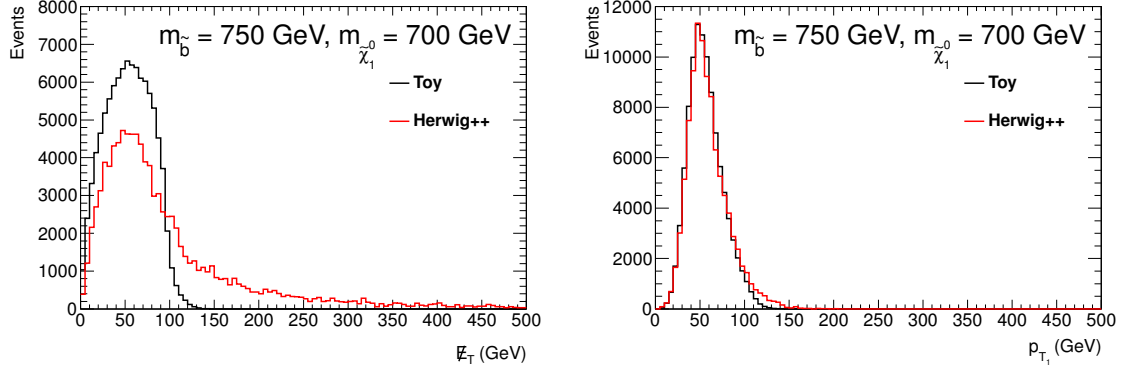 8000
7000
6000
5000
4000
3000
2000
1000
0
Events
m_b̃ = 750 GeV, m_χ̃₁⁰ = 700 GeV
Toy
Herwig++
0 50 100 150 200 250 300 350 400 450 500
E̸_T (GeV)
12000
10000
8000
6000
4000
2000
0
Events
m_b̃ = 750 GeV, m_χ̃₁⁰ = 700 GeV
Toy
Herwig++
0 50 100 150 200 250 300 350 400 450 500
p_T₁ (GeV)